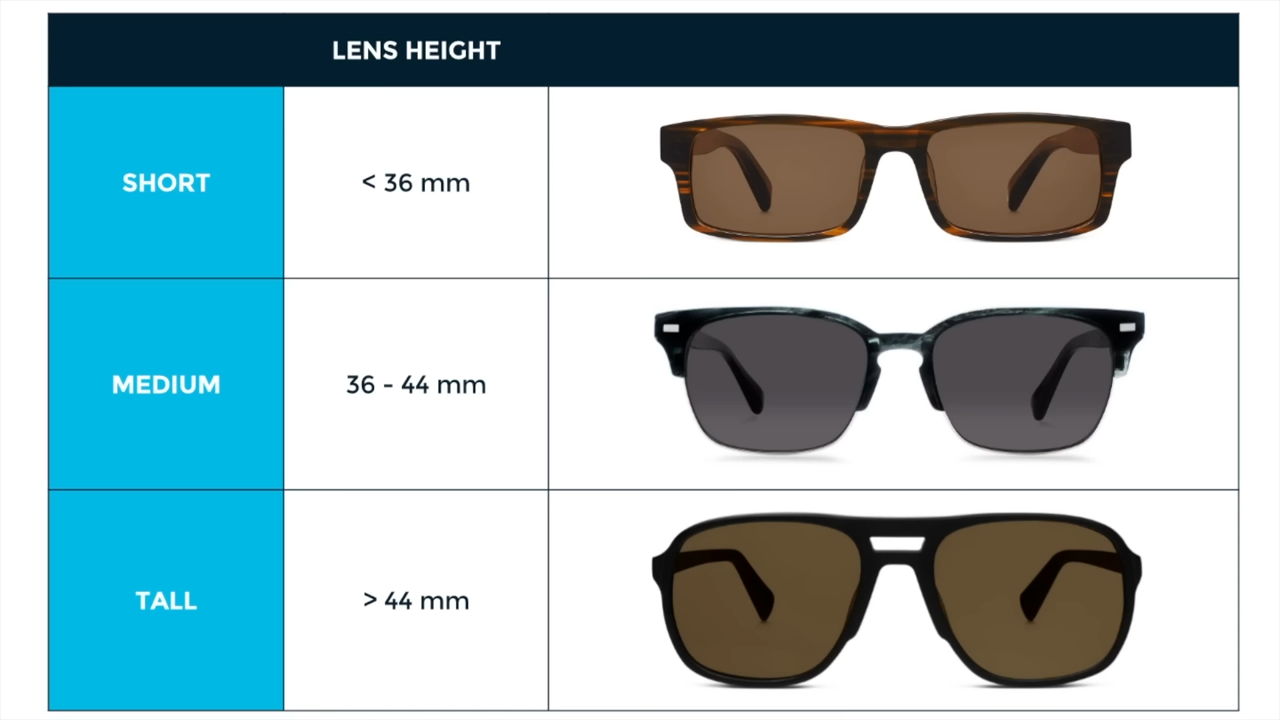 LENS HEIGHT
SHORT
< 36 mm
MEDIUM
36 - 44 mm
TALL
> 44 mm